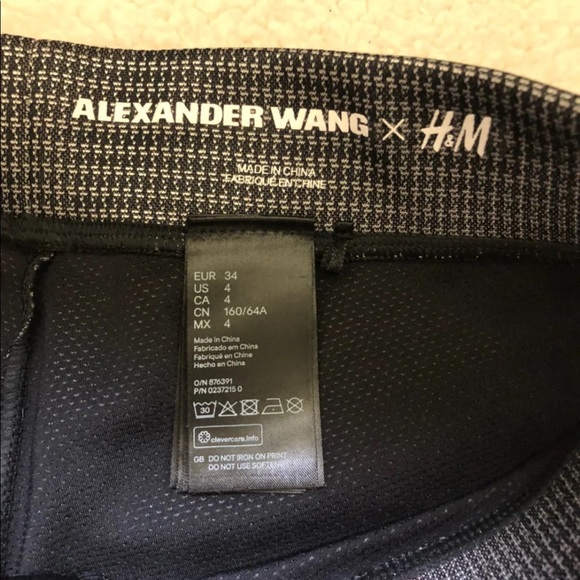 ALEXANDER WANG × H&M
MADE IN CHINA
FABRIQUÉ EN CHINE
EUR 34
US 4
CA 4
CN 160/64A
MX 4
Made in China
Fabricado em China
Fabriqué en China
Hecho en China
O/N 876391
P/N 0237215 0
30
clevercare.info
GB DO NOT IRON ON PRINT
DO NOT USE SOFTENER